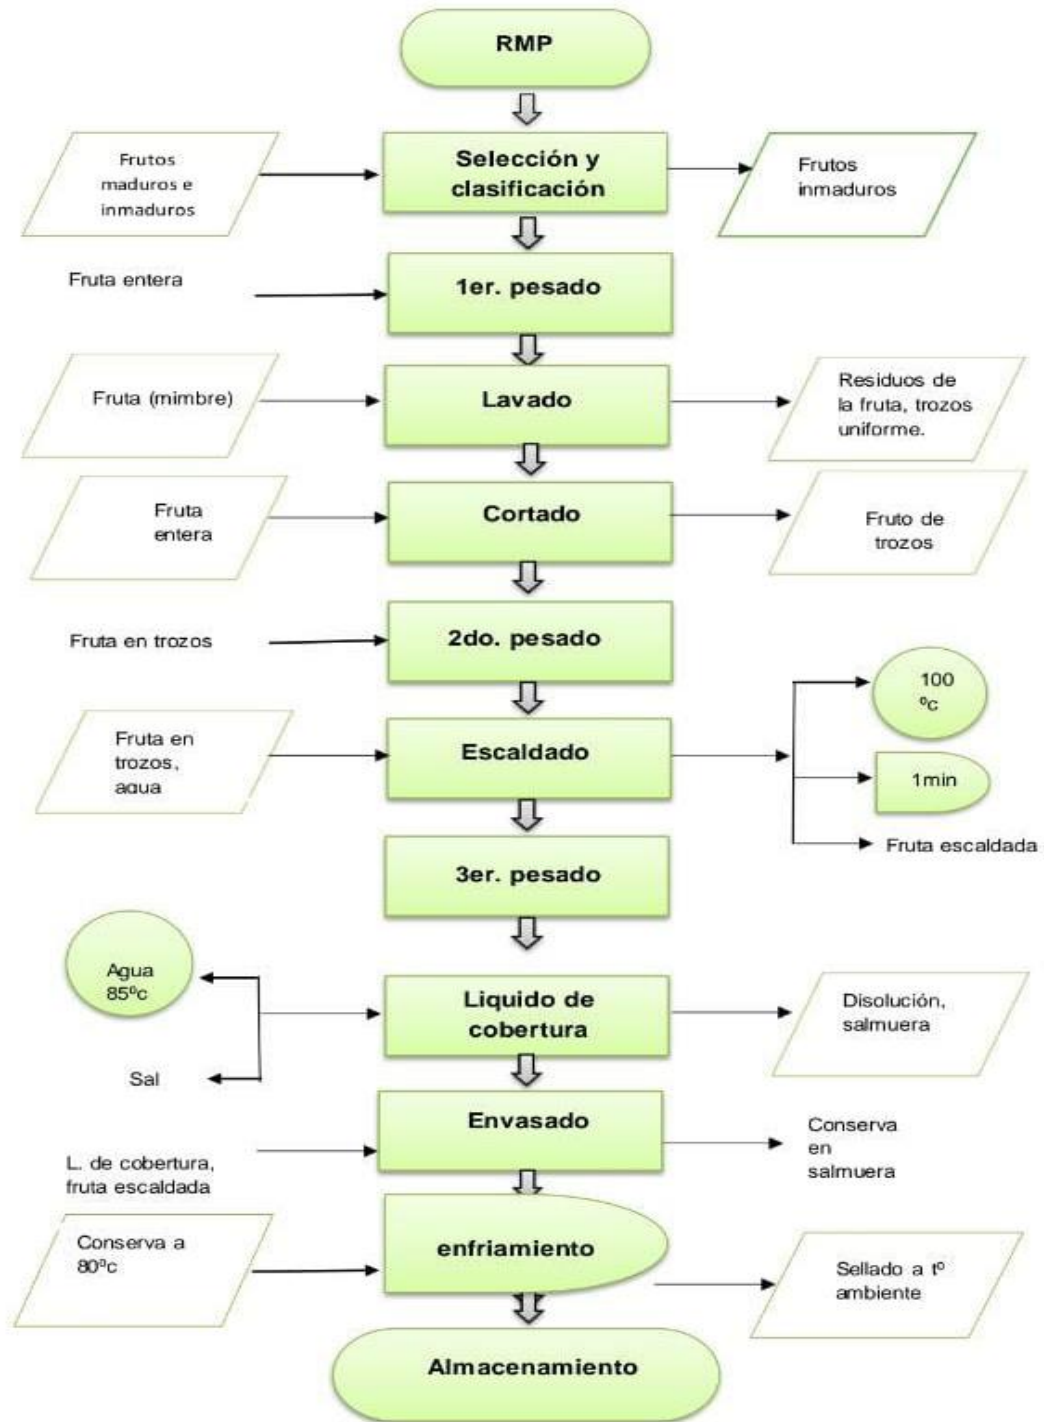 RMP
Frutos
maduros e
inmaduros
Selección y
clasificación
Frutos
inmaduros
Fruta entera
1er. pesado
Fruta (mimbre)
Lavado
Residuos de
la fruta, trozos
uniforme.
Fruta
entera
Cortado
Fruto de
trozos
Fruta en trozos
2do. pesado
100
ºc
Fruta en
trozos,
agua
Escaldado
1min
Fruta escaldada
3er. pesado
Agua
85ºc
Sal
Liquido de
cobertura
Disolución,
salmuera
L. de cobertura,
fruta escaldada
Envasado
Conserva
en
salmuera
Conserva a
80ºc
enfriamiento
Sellado a tº
ambiente
Almacenamiento